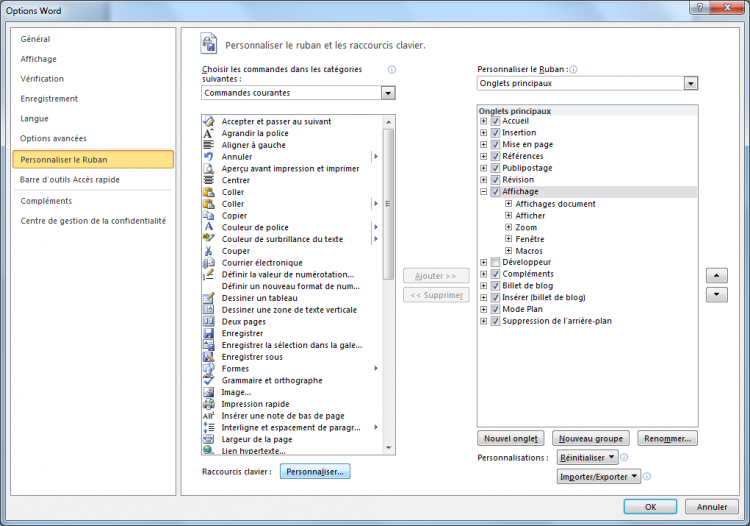 Options Word
Général
Affichage
Vérification
Enregistrement
Langue
Options avancées
Personnaliser le Ruban
Barre d'outils Accès rapide
Compléments
Centre de gestion de la confidentialité
Personnaliser le ruban et les raccourcis clavier.
Choisir les commandes dans les catégories
suivantes :
Commandes courantes
Accepter et passer au suivant
Agrandir la police
Aligner à gauche
Annuler
Aperçu avant impression et imprimer
Centrer
Coller
Coller
Copier
Couleur de police
Couleur de surbrillance du texte
Couper
Courrier électronique
Définir la valeur de numérotation...
Définir un nouveau format de num...
Dessiner un tableau
Dessiner une zone de texte verticale
Deux pages
Enregistrer
Enregistrer la sélection dans la gale...
Enregistrer sous
Formes
Grammaire et orthographe
Image...
Impression rapide
Insérer une note de bas de page
Interligne et espacement de paragr...
Largeur de la page
Lien hypertexte...
Raccourcis clavier :
Personnaliser...
Ajouter >>
<< Supprimer
Personnaliser le Ruban :
Onglets principaux
Onglets principaux
Accueil
Insertion
Mise en page
Références
Publipostage
Révision
Affichage
Affichages document
Afficher
Zoom
Fenêtre
Macros
Développeur
Compléments
Billet de blog
Insérer (billet de blog)
Mode Plan
Suppression de l'arrière-plan
Nouvel onglet
Nouveau groupe
Renommer...
Personnalisations :
Réinitialiser
Importer/Exporter
OK
Annuler